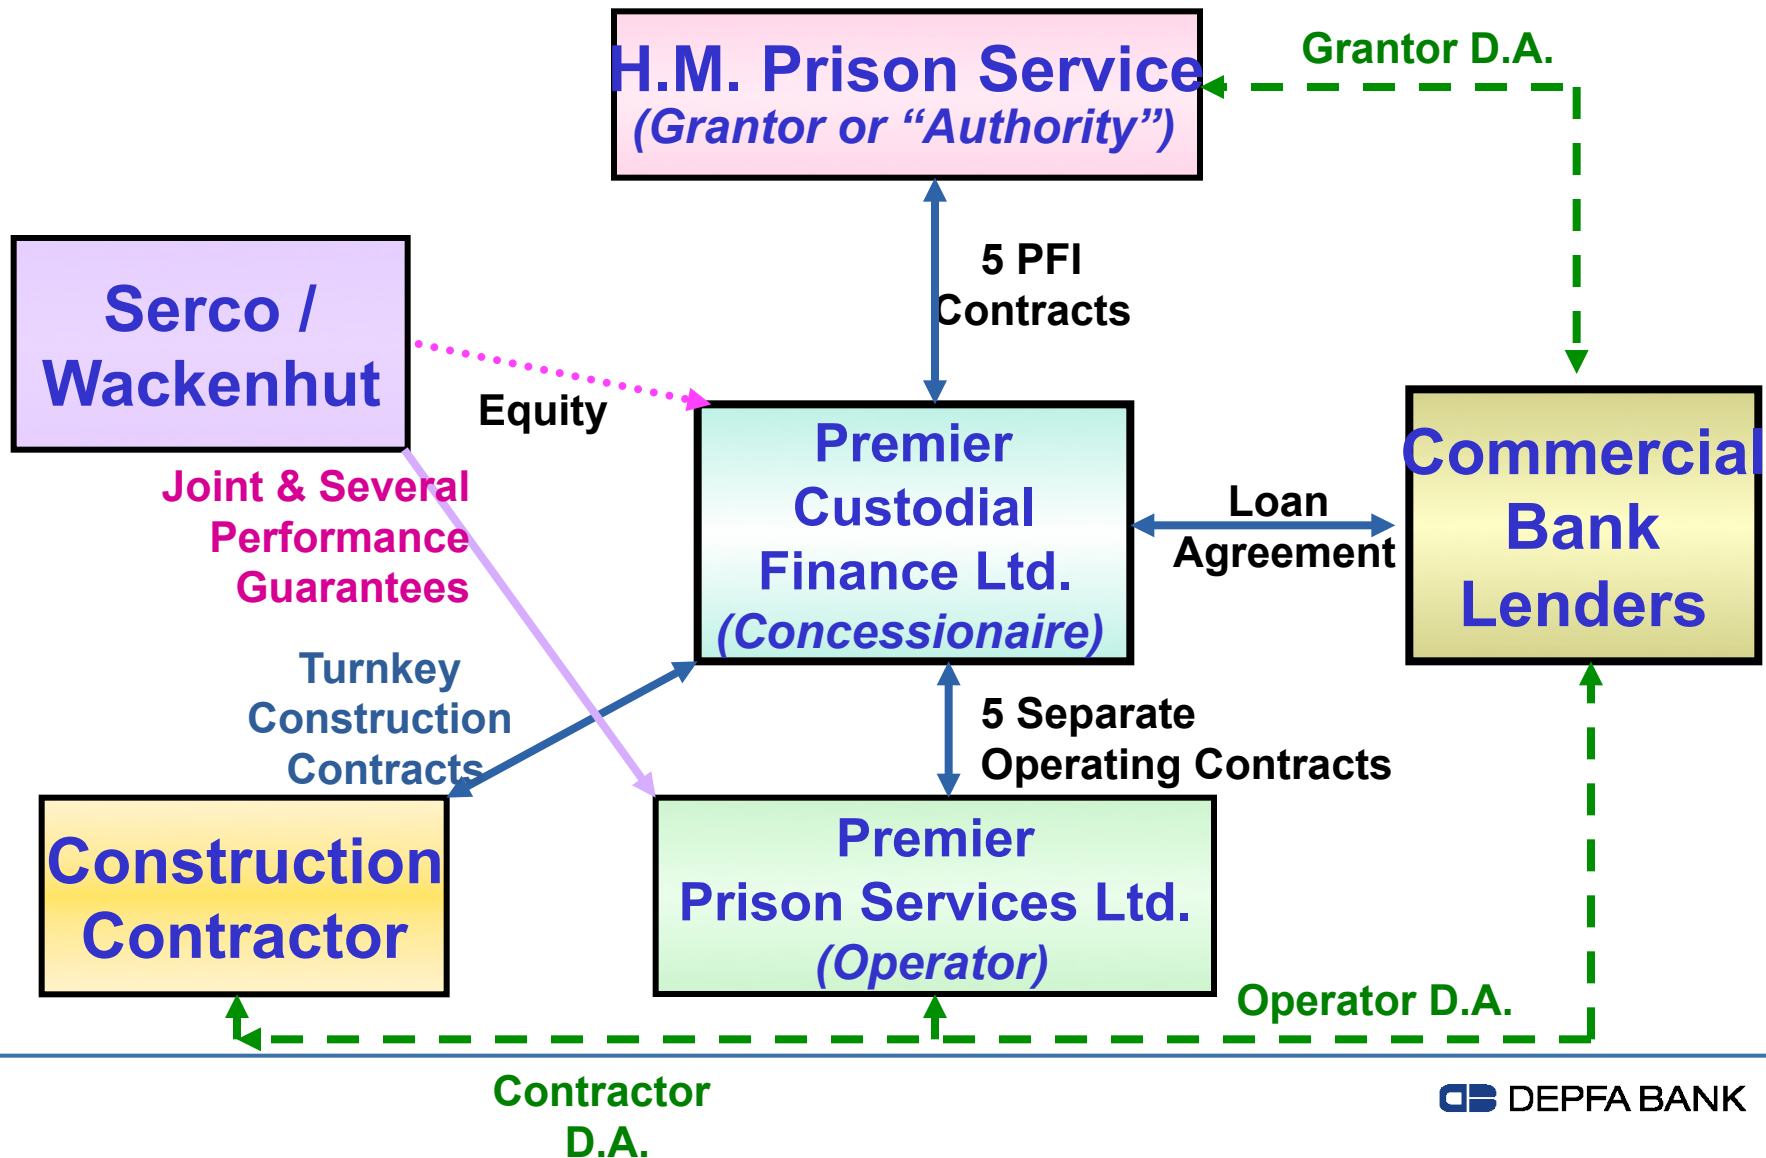 H.M. Prison Service
(Grantor or “Authority”)
Grantor D.A.
5 PFI
Contracts
Serco /
Wackenhut
Equity
Joint & Several
Performance
Guarantees
Premier
Custodial
Finance Ltd.
(Concessionaire)
Loan
Agreement
Commercial
Bank
Lenders
Turnkey
Construction
Contracts
5 Separate
Operating Contracts
Construction
Contractor
Premier
Prison Services Ltd.
(Operator)
Operator D.A.
Contractor
D.A.
DEPFA BANK